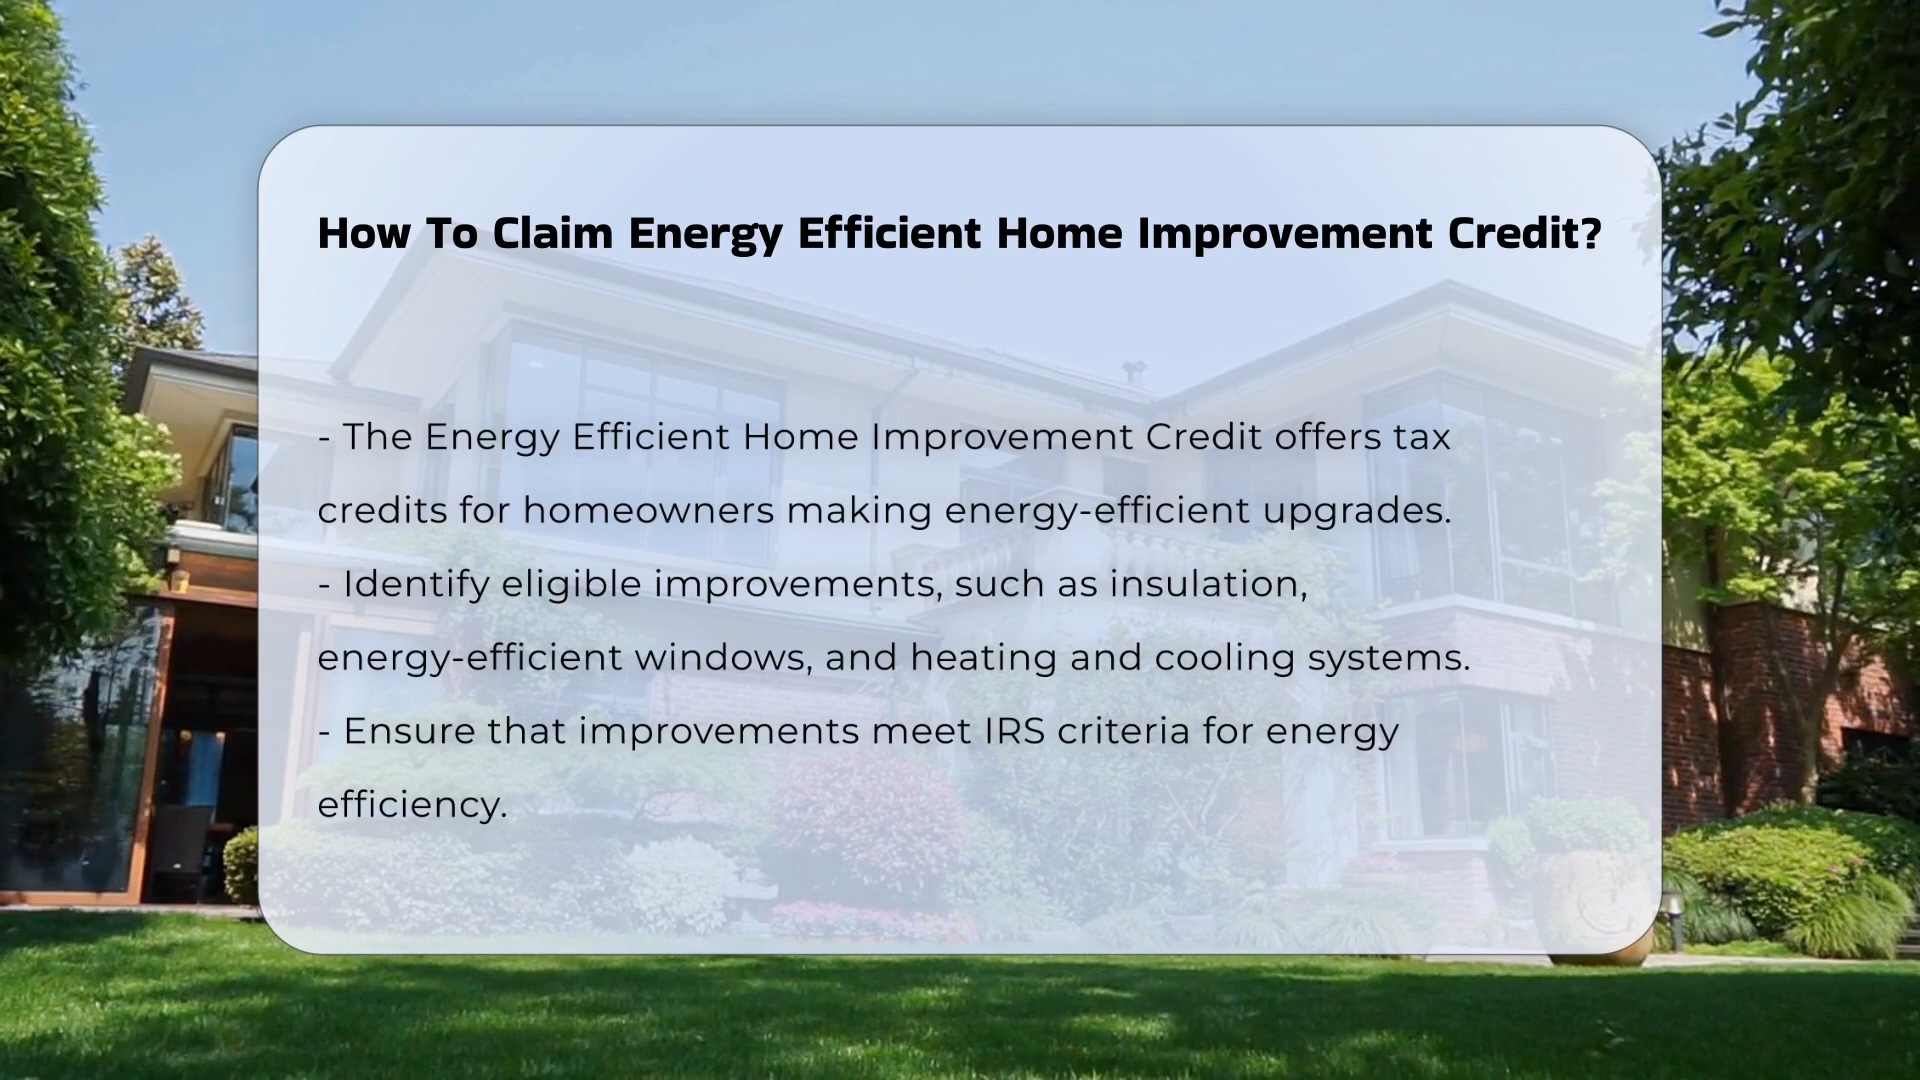 How To Claim Energy Efficient Home Improvement Credit?
- The Energy Efficient Home Improvement Credit offers tax
credits for homeowners making energy-efficient upgrades.
- Identify eligible improvements, such as insulation,
energy-efficient windows, and heating and cooling systems.
- Ensure that improvements meet IRS criteria for energy
efficiency.